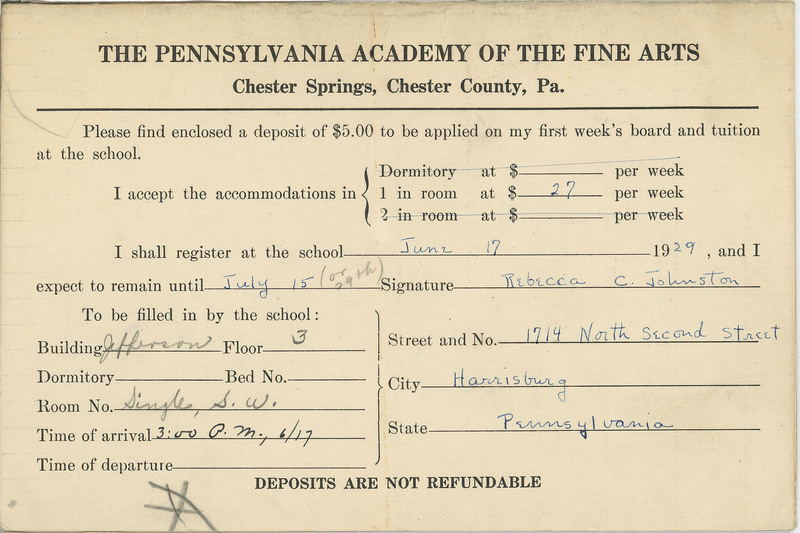 THE PENNSYLVANIA ACADEMY OF THE FINE ARTS
Chester Springs, Chester County, Pa.
Please find enclosed a deposit of $5.00 to be applied on my first week's board and tuition
at the school.
Dormitory at $ per week
I accept the accommodations in { 1 in room at $ 27 per week
2 in room at $ per week
I shall register at the school June 17 1929, and I
expect to remain until July 15 (or 29th) Signature Rebecca C. Johnston
To be filled in by the school:
Building Jefferson Floor 3
Dormitory Bed No.
Room No. Single, S. W.
Time of arrival 3:00 P.M., 6/17
Time of departure
Street and No. 1714 North Second Street
City Harrisburg
State Pennsylvania
DEPOSITS ARE NOT REFUNDABLE